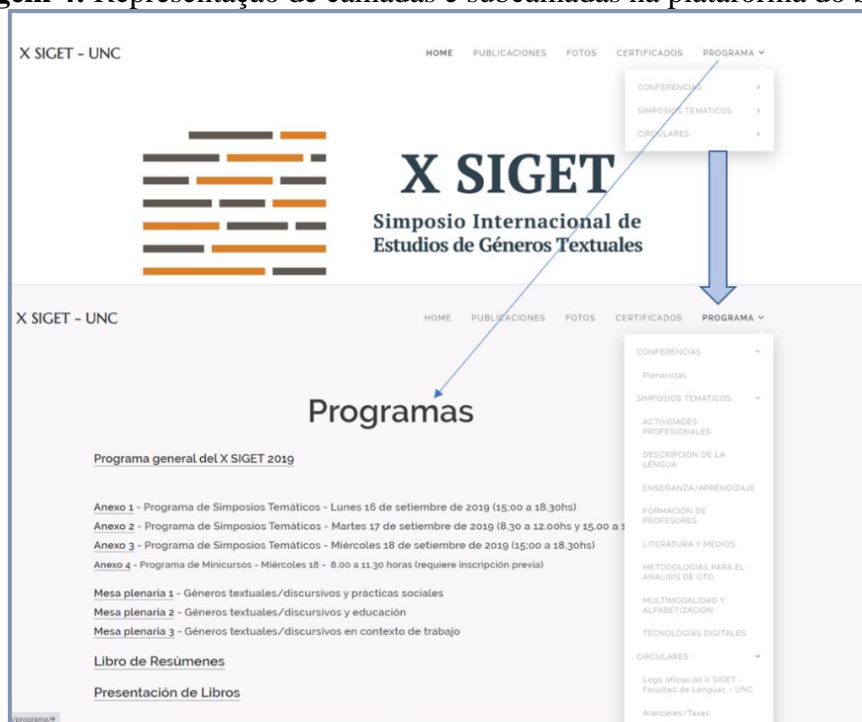 Representação de camadas e subcamadas na plataforma do
X SIGET – UNC
HOME PUBLICACIONES FOTOS CERTIFICADOS PROGRAMA
CONFERENCIAS
SIMPOSIOS TEMÁTICOS
CIRCULARES
X SIGET
Simposio Internacional de
Estudios de Géneros Textuales
X SIGET – UNC
HOME PUBLICACIONES FOTOS CERTIFICADOS PROGRAMA
Programas
Programa general del X SIGET 2019
Anexo 1 - Programa de Simposios Temáticos - Lunes 16 de setiembre de 2019 (15;00 a 18.30hs)
Anexo 2 - Programa de Simposios Temáticos - Martes 17 de setiembre de 2019 (8.30 a 12.00hs y 15.00 a
Anexo 3 - Programa de Simposios Temáticos - Miércoles 18 de setiembre de 2019 (15;00 a 18.30hs)
Anexo 4 - Programa de Minicursos - Miércoles 18 - 8.00 a 11.30 horas (requiere inscripción previa)
Mesa plenaria 1 - Géneros textuales/discursivos y prácticas sociales
Mesa plenaria 2 - Géneros textuales/discursivos y educación
Mesa plenaria 3 - Géneros textuales/discursivos en contexto de trabajo
Libro de Resúmenes
Presentación de Libros
CONFERENCIAS
Plenaristas
SIMPOSIOS TEMÁTICOS
ACTIVIDADES
PROFESIONALES
DESCRIPCIÓN DE LA
LENGUA
ENSEÑANZA/APRENDIZAJE
FORMACIÓN DE
PROFESORES
LITERATURA Y MEDIOS
METODOLOGÍAS PARA EL
ANÁLISIS DE GTD
MULTIMODALIDAD Y
ALFABETIZACIÓN
TECNOLOGÍAS DIGITALES
CIRCULARES
Logo oficial do X SIGET -
Facultad de Lenguas - UNC
Aranceles/Taxas
/programa/#